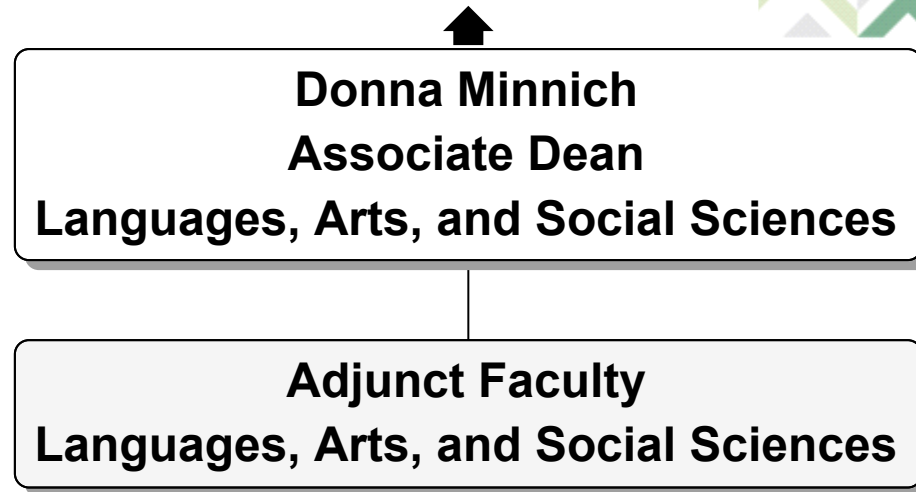 Donna Minnich
Associate Dean
Languages, Arts, and Social Sciences
Adjunct Faculty
Languages, Arts, and Social Sciences